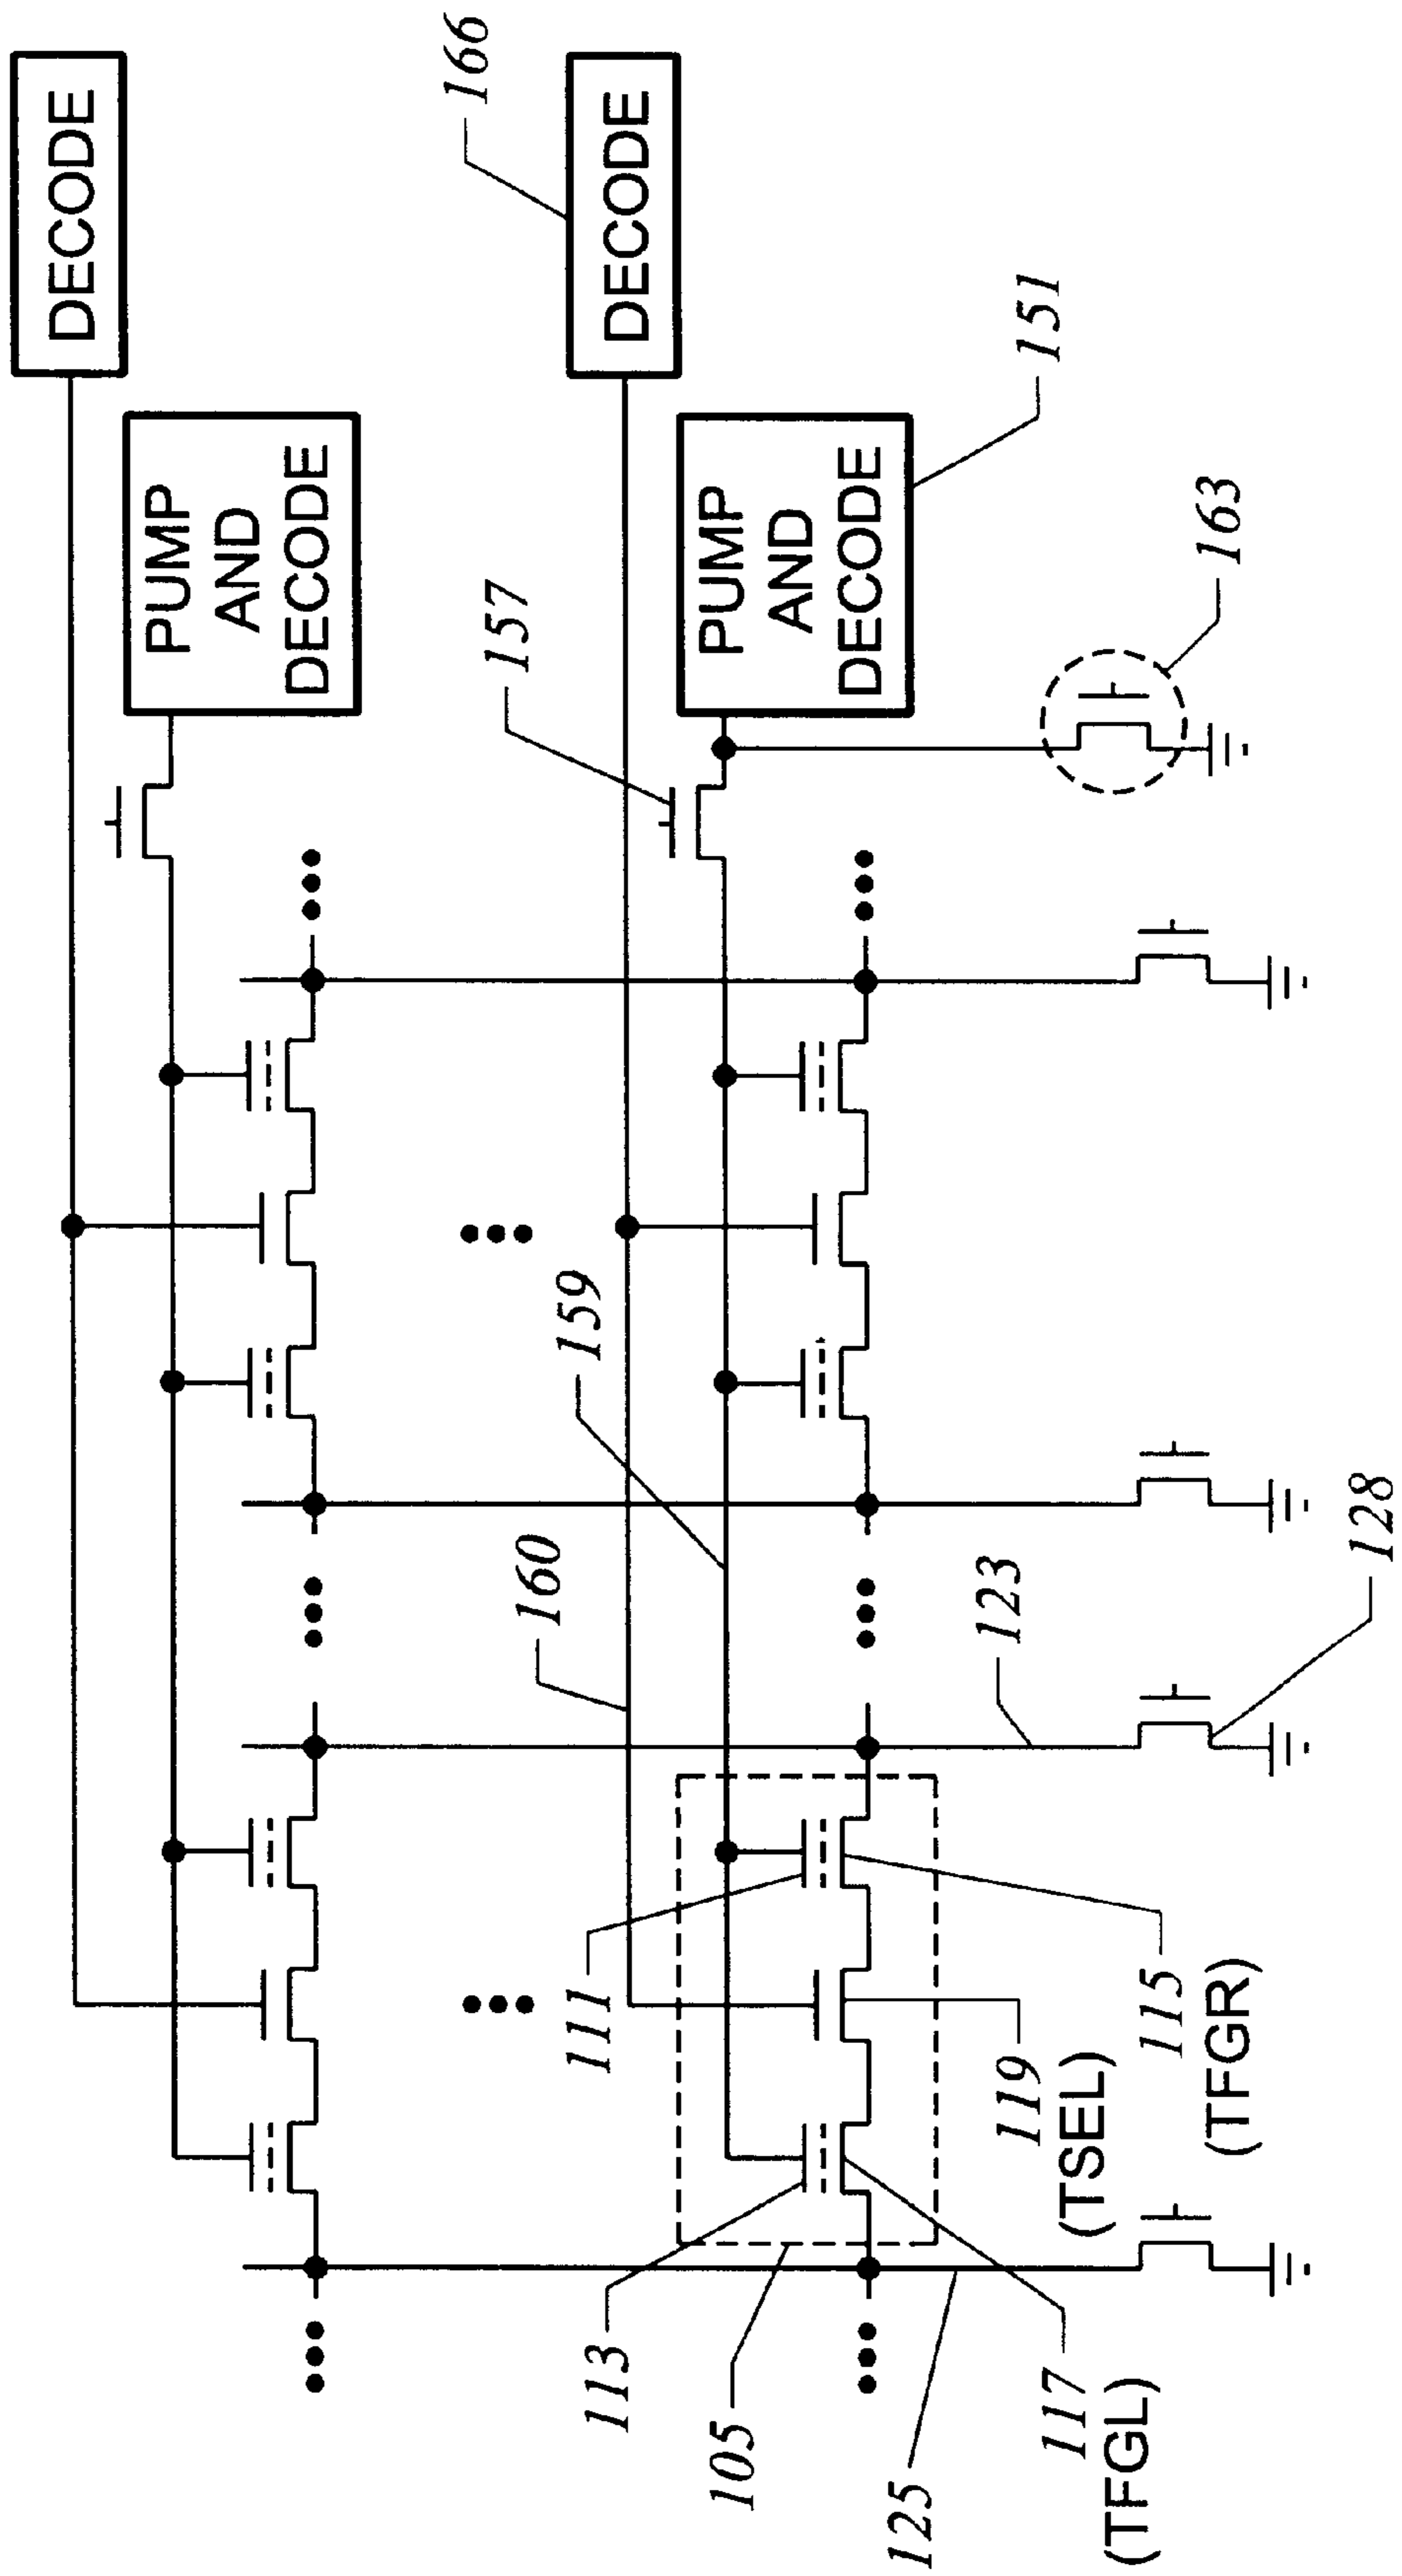 DECODE
166
DECODE
PUMP
AND
DECODE
157
PUMP
AND
DECODE
151
163
159
160
123
128
111
119
(TSEL)
115
(TFGR)
113
105
125
117
(TFGL)